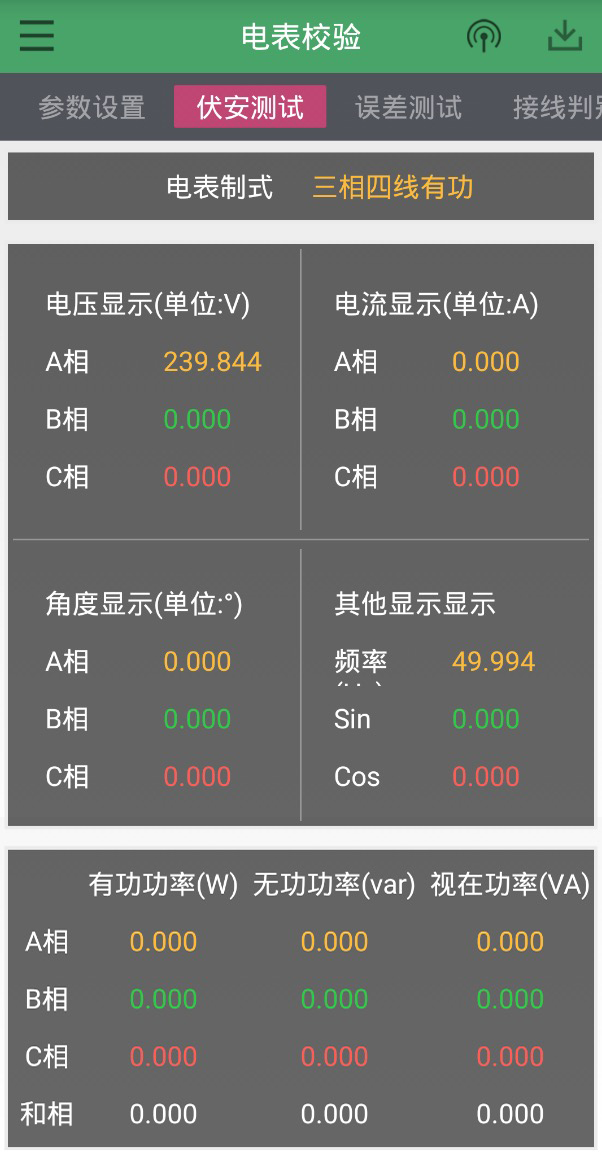 电表校验
参数设置 伏安测试 误差测试 接线判
电表制式 三相四线有功
电压显示(单位:V)
A相 239.844
B相 0.000
C相 0.000
电流显示(单位:A)
A相 0.000
B相 0.000
C相 0.000
角度显示(单位:°)
A相 0.000
B相 0.000
C相 0.000
其他显示显示
频率 49.994
Sin 0.000
Cos 0.000
有功功率(W) 无功功率(var) 视在功率(VA)
A相 0.000 0.000 0.000
B相 0.000 0.000 0.000
C相 0.000 0.000 0.000
和相 0.000 0.000 0.000